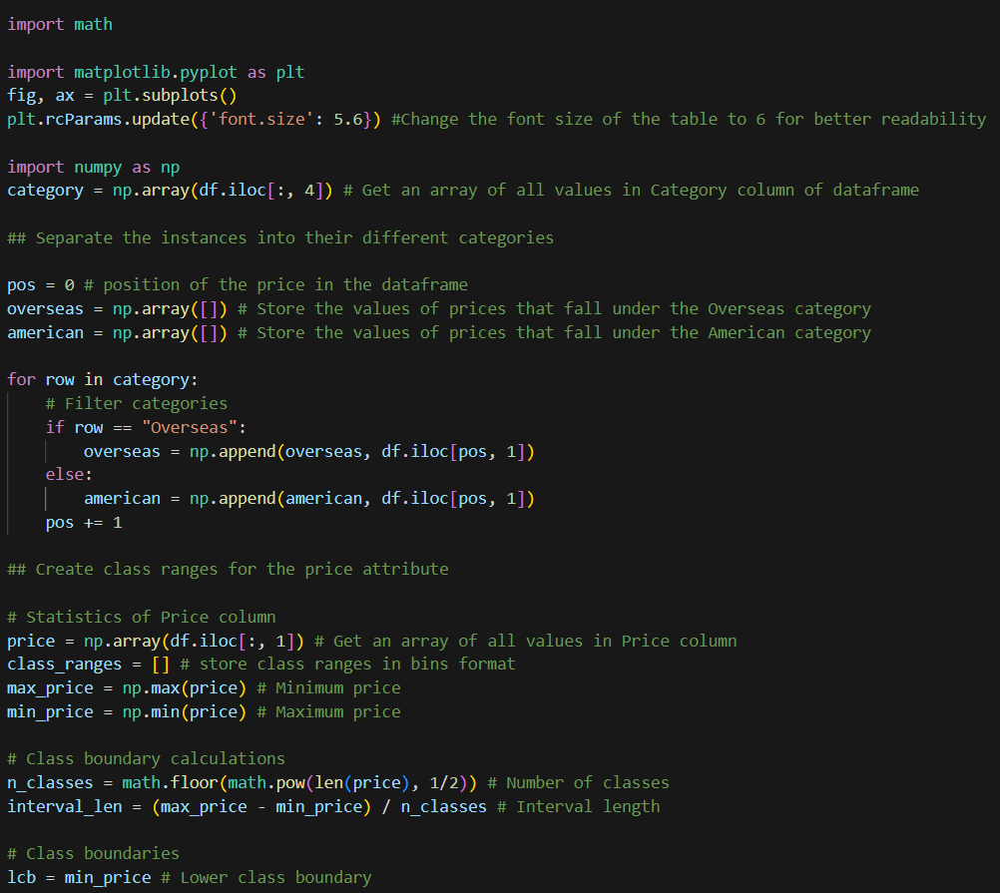 import math
import matplotlib.pyplot as plt
fig, ax = plt.subplots()
plt.rcParams.update({'font.size': 5.6}) #Change the font size of the table to 6 for better readability
import numpy as np
category = np.array(df.iloc[:, 4]) # Get an array of all values in Category column of dataframe
## Separate the instances into their different categories
pos = 0 # position of the price in the dataframe
overseas = np.array([]) # Store the values of prices that fall under the Overseas category
american = np.array([]) # Store the values of prices that fall under the American category
for row in category:
    # Filter categories
    if row == "Overseas":
        overseas = np.append(overseas, df.iloc[pos, 1])
    else:
        american = np.append(american, df.iloc[pos, 1])
    pos += 1
## Create class ranges for the price attribute
# Statistics of Price column
price = np.array(df.iloc[:, 1]) # Get an array of all values in Price column
class_ranges = [] # store class ranges in bins format
max_price = np.max(price) # Minimum price
min_price = np.min(price) # Maximum price
# Class boundary calculations
n_classes = math.floor(math.pow(len(price), 1/2)) # Number of classes
interval_len = (max_price - min_price) / n_classes # Interval length
# Class boundaries
lcb = min_price # Lower class boundary